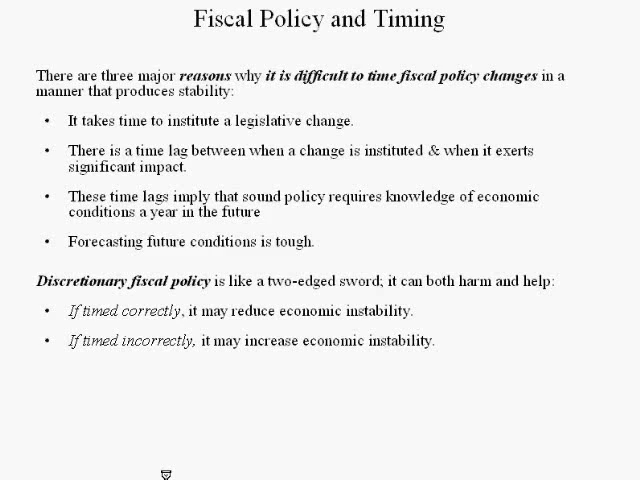 Fiscal Policy and Timing
There are three major reasons why it is difficult to time fiscal policy changes in a
manner that produces stability:
• It takes time to institute a legislative change.
• There is a time lag between when a change is instituted & when it exerts
significant impact.
• These time lags imply that sound policy requires knowledge of economic
conditions a year in the future
• Forecasting future conditions is tough.
Discretionary fiscal policy is like a two-edged sword; it can both harm and help:
• If timed correctly, it may reduce economic instability.
• If timed incorrectly, it may increase economic instability.